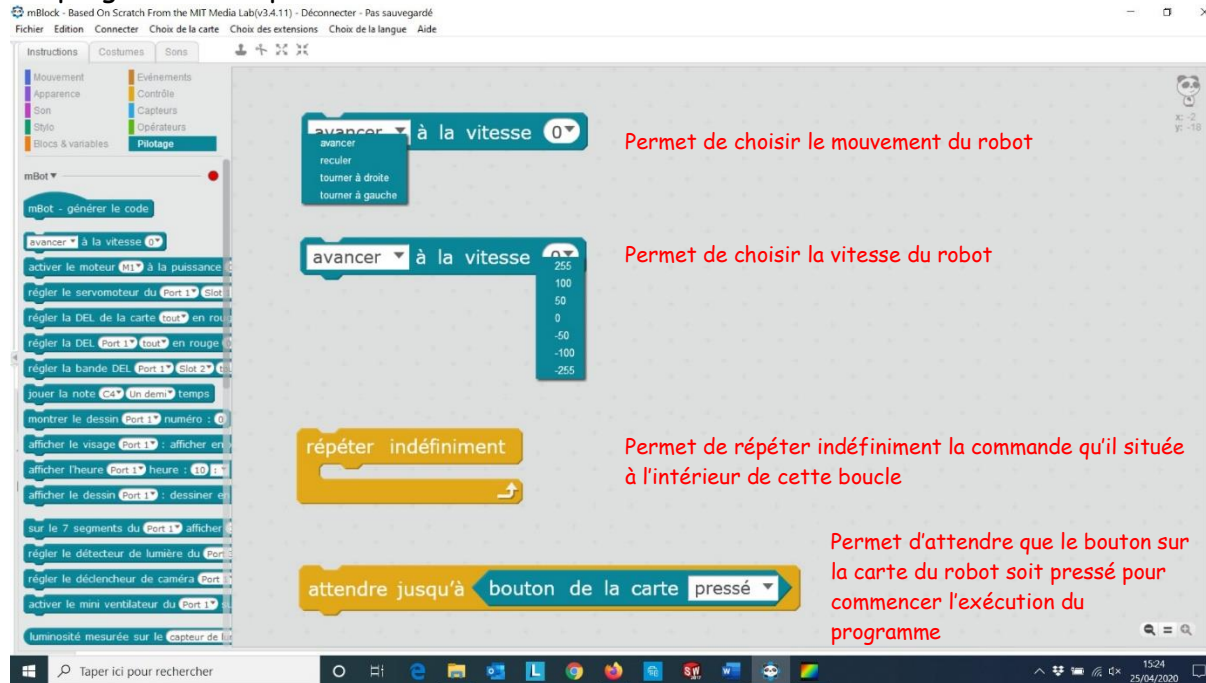 mBlock - Based On Scratch From the MIT Media Lab(v3.4.11) - Déconnecter - Pas sauvegardé
Fichier Edition Connecter Choix de la carte Choix des extensions Choix de la langue Aide
Instructions Costumes Sons
Mouvement Evénements
Apparence Contrôle
Son Capteurs
Stylo Opérateurs
Blocs & variables Pilotage
mBot
mBot - générer le code
avancer à la vitesse 0
activer le moteur M1 à la puissance
régler le servomoteur du Port 1 Slot
régler la DEL de la carte tout en rou
régler la DEL Port 1 tout en rouge
régler la bande DEL Port 1 Slot 2
jouer la note C4 Un demi temps
montrer le dessin Port 1 numéro : 0
afficher le visage Port 1 : afficher en
afficher l'heure Port 1 heure : 10 :
afficher le dessin Port 1 : dessiner en
sur le 7 segments du Port 1 afficher
régler le détecteur de lumière du Port
régler le déclencheur de caméra Port
activer le mini ventilateur du Port 1
luminosité mesurée sur le capteur de
avancer à la vitesse 0
avancer
reculer
tourner à droite
tourner à gauche
Permet de choisir le mouvement du robot
avancer à la vitesse
255
100
50
0
-50
-100
-255
Permet de choisir la vitesse du robot
répéter indéfiniment
Permet de répéter indéfiniment la commande qu'il située
à l'intérieur de cette boucle
attendre jusqu'à bouton de la carte pressé
Permet d'attendre que le bouton sur
la carte du robot soit pressé pour
commencer l'exécution du
programme
x: -2
y: -18
Taper ici pour rechercher
15:24
25/04/2020